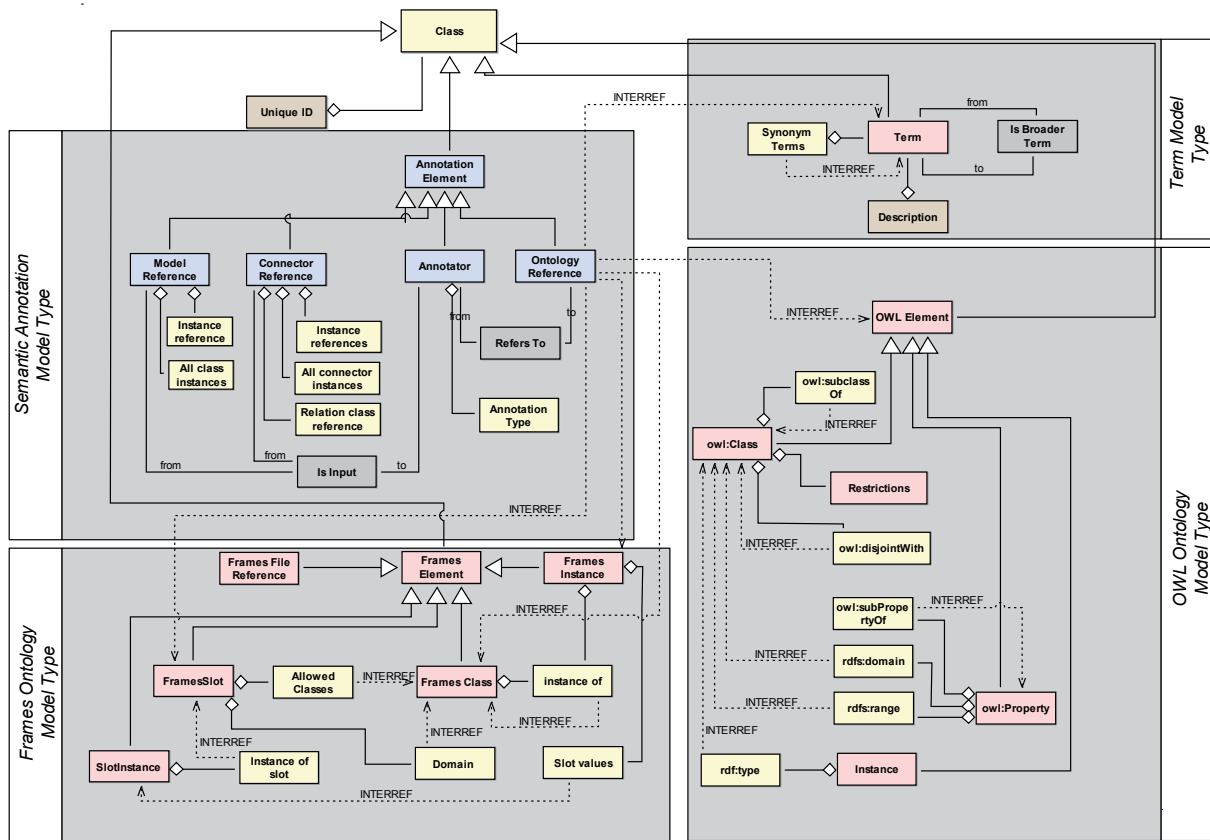 Class
Unique ID
INTERREF
from
Synonym
Terms
Term
Is Broader
Term
INTERREF
to
Description
Term Model
Type
Annotation
Element
Model
Reference
Connector
Reference
Annotator
Ontology
Reference
Instance
reference
Instance
references
from
to
Refers To
All class
instances
All connector
instances
Relation class
reference
Annotation
Type
from
from
Is Input
to
INTERREF
Semantic Annotation
Model Type
INTERREF
OWL Element
owl:subclass
Of
INTERREF
owl:Class
Restrictions
INTERREF
owl:disjointWith
INTERREF
owl:subPrope
rtyOf
rdfs:domain
rdfs:range
owl:Property
rdf:type
Instance
OWL Ontology
Model Type
Frames File
Reference
Frames
Element
Frames
Instance
INTERREF
FramesSlot
Allowed
Classes
INTERREF
Frames Class
instance of
INTERREF
INTERREF
INTERREF
SlotInstance
Instance of
slot
Domain
Slot values
INTERREF
Frames Ontology
Model Type